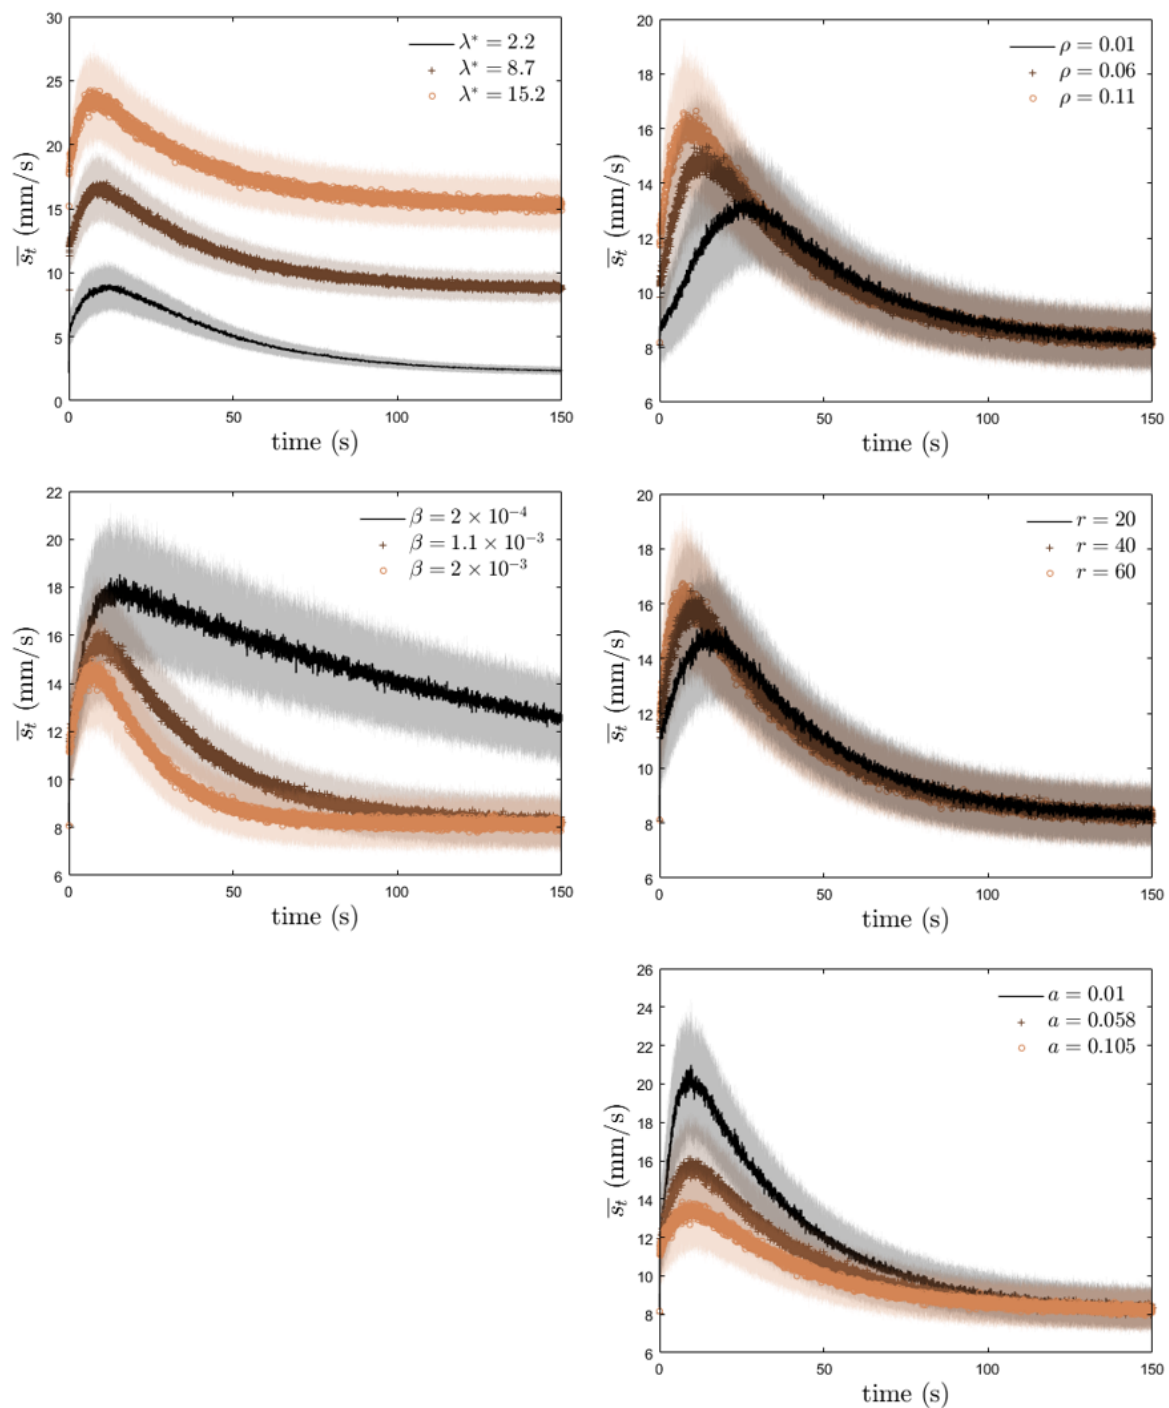 30
25
20
15
10
5
0
0 50 100 150
s̅ₜ (mm/s)
time (s)
λ* = 2.2
λ* = 8.7
λ* = 15.2
20
18
16
14
12
10
8
6
0 50 100 150
s̅ₜ (mm/s)
time (s)
ρ = 0.01
ρ = 0.06
ρ = 0.11
22
20
18
16
14
12
10
8
6
0 50 100 150
s̅ₜ (mm/s)
time (s)
β = 2 × 10⁻⁴
β = 1.1 × 10⁻³
β = 2 × 10⁻³
20
18
16
14
12
10
8
6
0 50 100 150
s̅ₜ (mm/s)
time (s)
r = 20
r = 40
r = 60
26
24
22
20
18
16
14
12
10
8
6
0 50 100 150
s̅ₜ (mm/s)
time (s)
a = 0.01
a = 0.058
a = 0.105